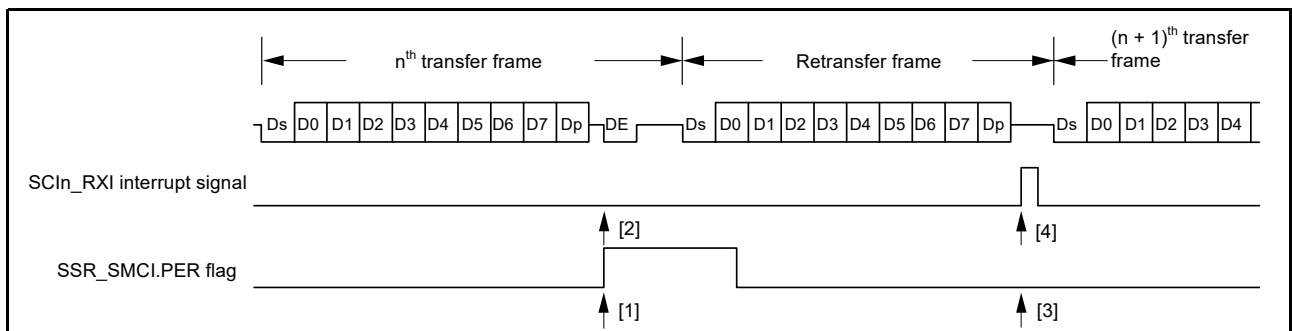 (n + 1)th transfer
frame
nth transfer frame
Retransfer frame
Ds D0 D1 D2 D3 D4 D5 D6 D7 Dp DE Ds D0 D1 D2 D3 D4 D5 D6 D7 Dp Ds D0 D1 D2 D3 D4
SCIn_RXI interrupt signal
[2] [4]
SSR_SMCI.PER flag
[1] [3]